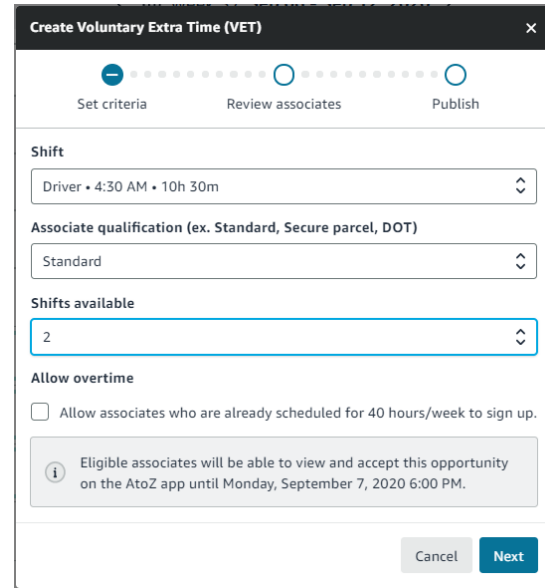 Create Voluntary Extra Time (VET)
Set criteria
Review associates
Publish
Shift
Driver • 4:30 AM • 10h 30m
Associate qualification (ex. Standard, Secure parcel, DOT)
Standard
Shifts available
2
Allow overtime
Allow associates who are already scheduled for 40 hours/week to sign up.
Eligible associates will be able to view and accept this opportunity
on the AtoZ app until Monday, September 7, 2020 6:00 PM.
Cancel
Next